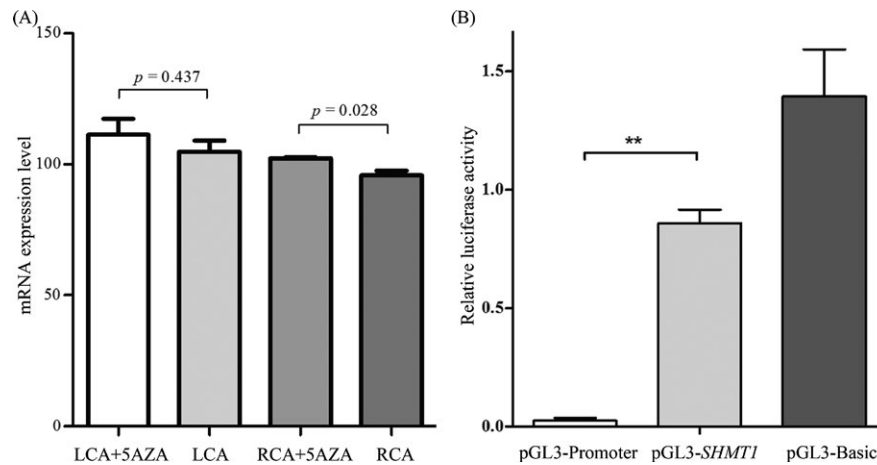 (A)
mRNA expression level
150
100
50
0
p = 0.437
p = 0.028
LCA+5AZA LCA RCA+5AZA RCA
(B)
Relative luciferase activity
1.5
1.0
0.5
0.0
**
pGL3-Promoter pGL3-SHMT1 pGL3-Basic